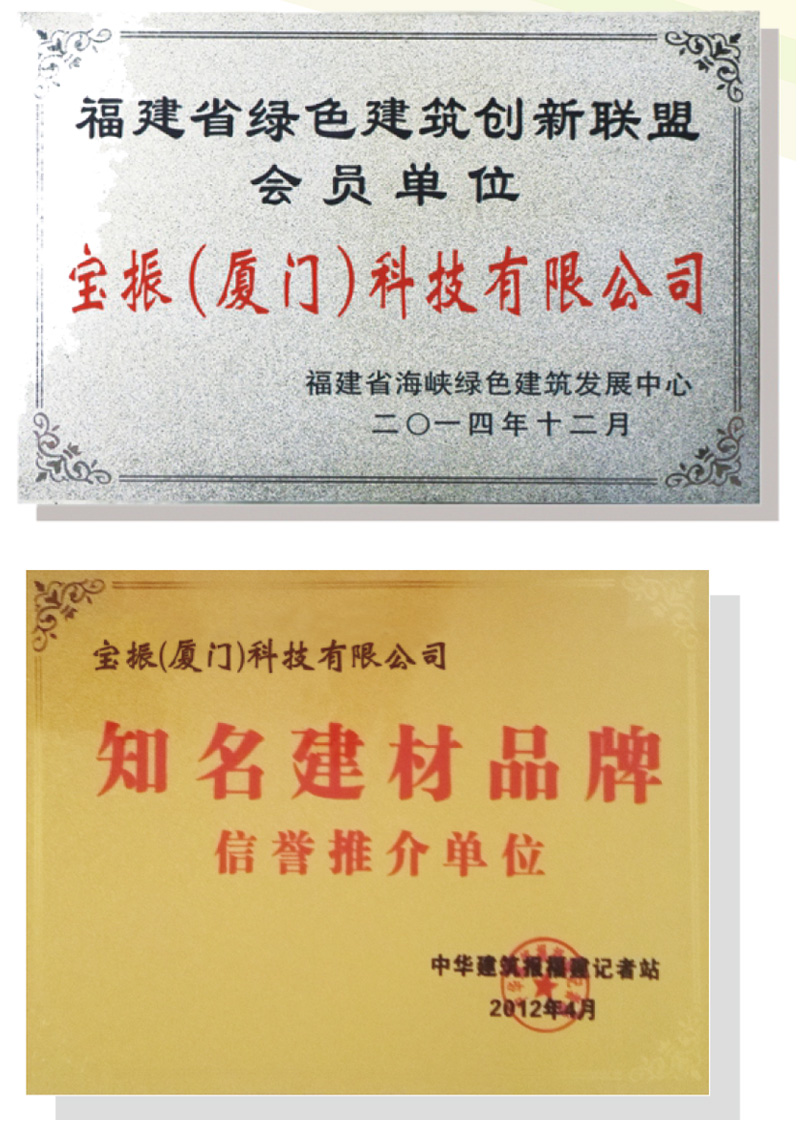 福建省绿色建筑创新联盟
会员单位
宝振(厦门)科技有限公司
福建省海峡绿色建筑发展中心
二〇一四年十二月
宝振(厦门)科技有限公司
知名建材品牌
信誉推介单位
中华建筑报福建记者站
2012年4月